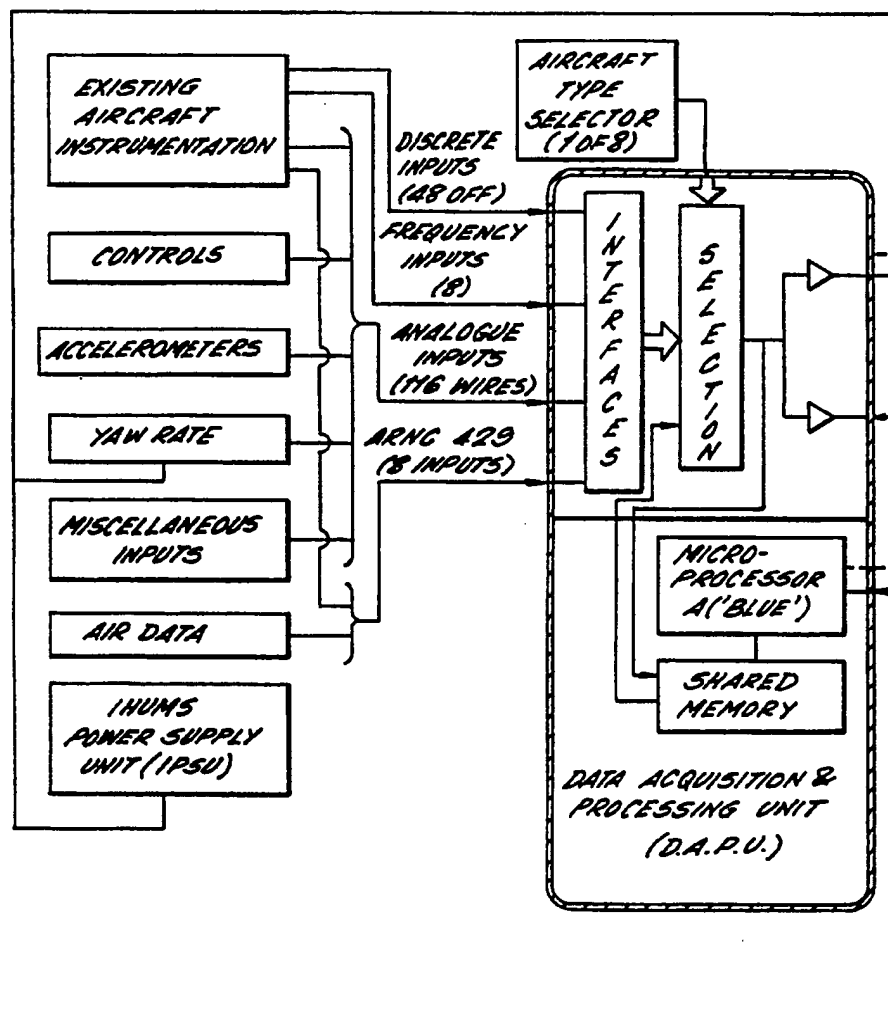 EXISTING
AIRCRAFT
INSTRUMENTATION
CONTROLS
ACCELEROMETERS
YAW RATE
MISCELLANEOUS
INPUTS
AIR DATA
IHUMS
POWER SUPPLY
UNIT (IPSU)
DISCRETE
INPUTS
(48 OFF)
FREQUENCY
INPUTS
(8)
ANALOGUE
INPUTS
(116 WIRES)
ARNC 429
(8 INPUTS)
AIRCRAFT
TYPE
SELECTOR
(1 OF 8)
INTERFACES
SELECTION
MICRO-
PROCESSOR
A('BLUE')
SHARED
MEMORY
DATA ACQUISITION &
PROCESSING UNIT
(D.A.P.U.)